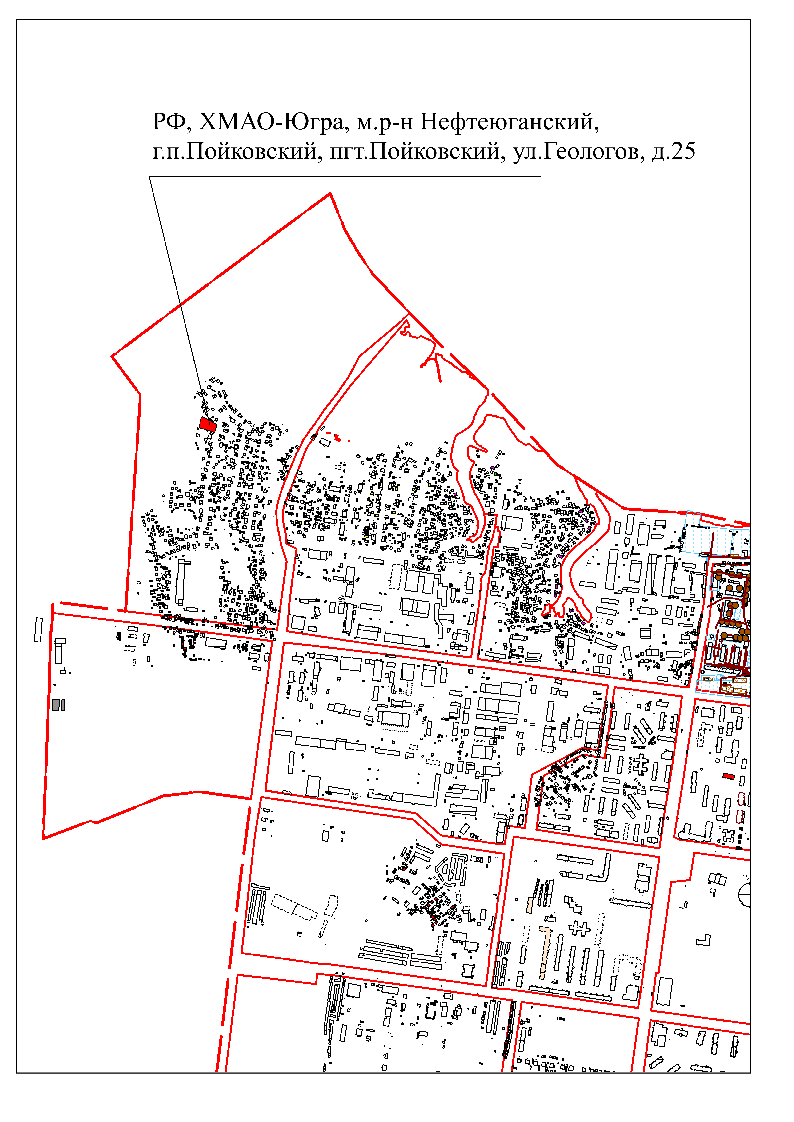 РФ, ХМАО-Югра, м.р-н Нефтеюганский,
г.п.Пойковский, пгт.Пойковский, ул.Геологов, д.25